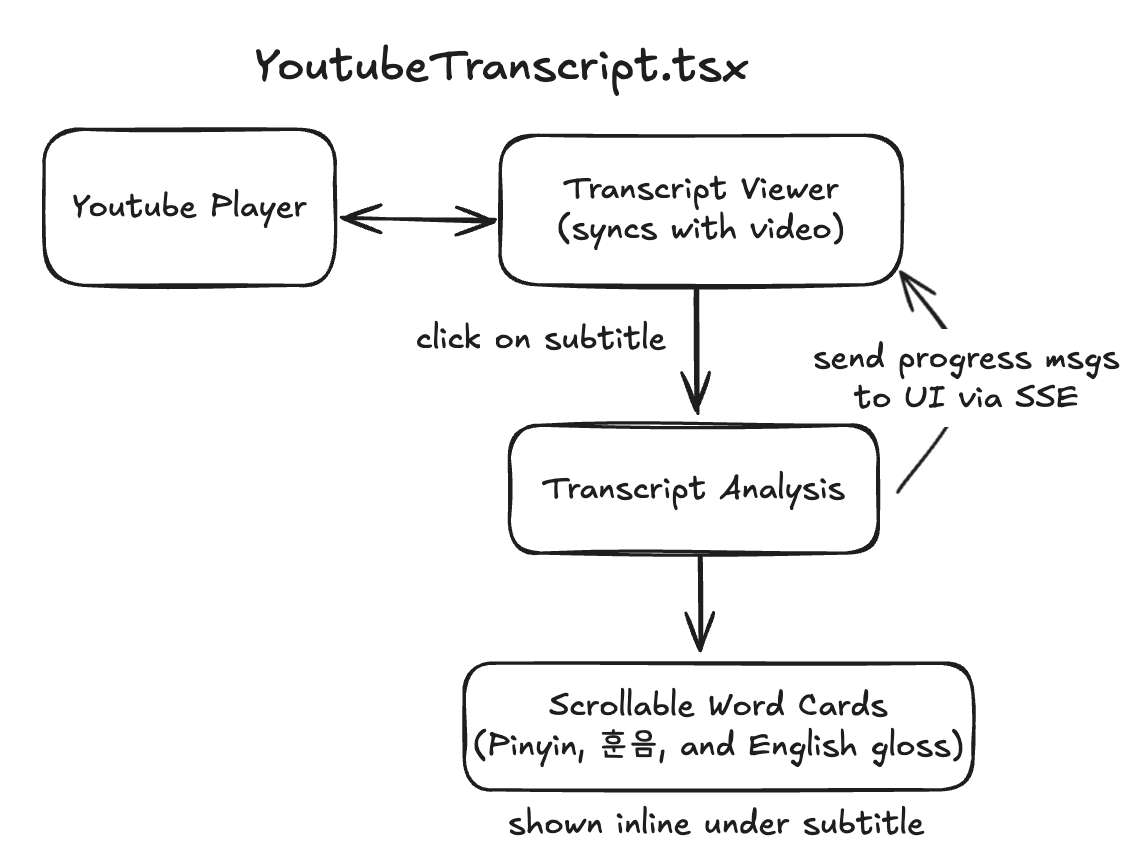 YoutubeTranscript.tsx
Youtube Player
Transcript Viewer
(syncs with video)
click on subtitle
send progress msgs
to UI via SSE
Transcript Analysis
Scrollable Word Cards
(Pinyin, 훈음, and English gloss)
shown inline under subtitle